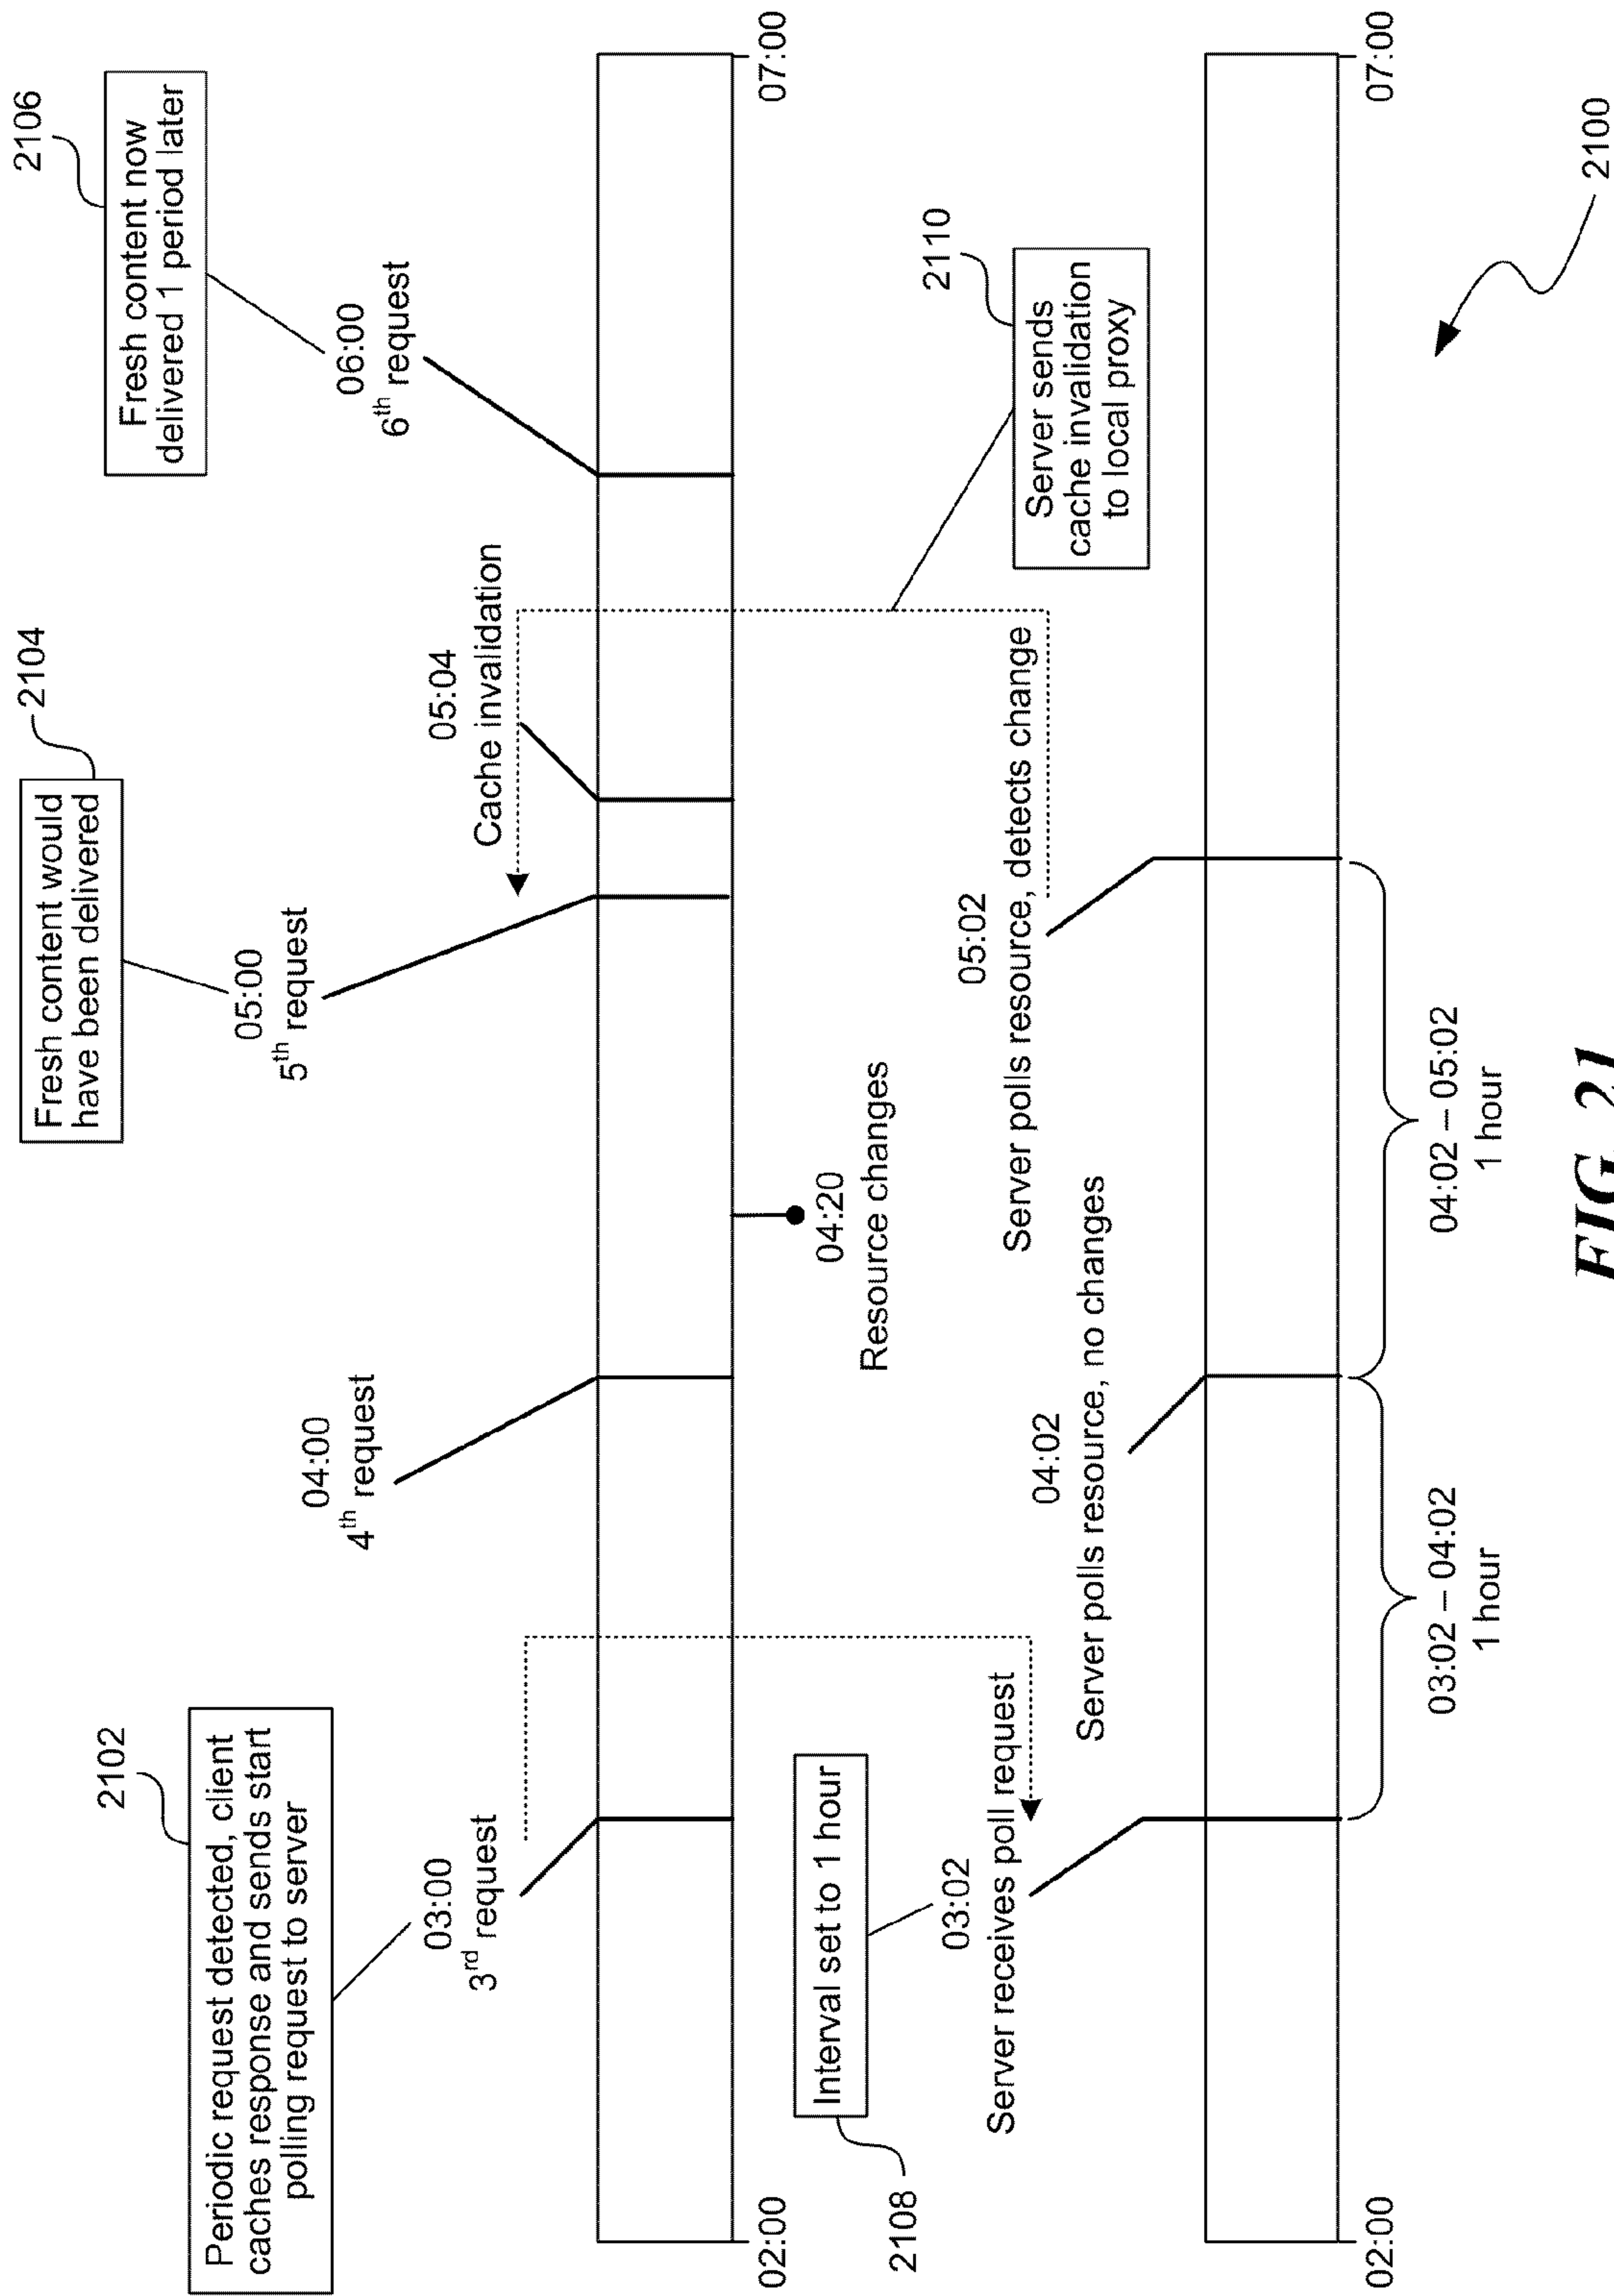 2102
Periodic request detected, client
caches response and sends start
polling request to server
03:00
3rd request
04:00
4th request
2104
Fresh content would
have been delivered
05:00
5th request
05:04
Cache invalidation
2106
Fresh content now
delivered 1 period later
06:00
6th request
02:00
07:00
04:20
Resource changes
2108
Interval set to 1 hour
03:02
Server receives poll request
04:02
Server polls resource, no changes
05:02
Server polls resource, detects change
2110
Server sends
cache invalidation
to local proxy
02:00
07:00
03:02 – 04:02
1 hour
04:02 – 05:02
1 hour
2100
FIG. 21